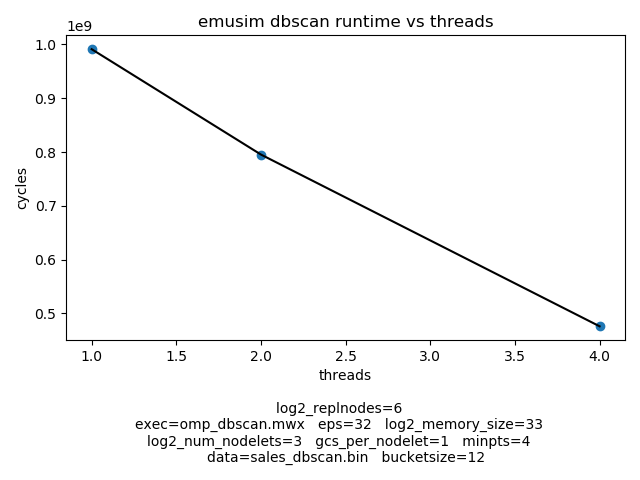 emusim dbscan runtime vs threads
1e9
1.0
0.9
0.8
0.7
0.6
0.5
cycles
1.0 1.5 2.0 2.5 3.0 3.5 4.0
threads
log2_replnodes=6
exec=omp_dbscan.mwx eps=32 log2_memory_size=33
log2_num_nodelets=3 gcs_per_nodelet=1 minpts=4
data=sales_dbscan.bin bucketsize=12